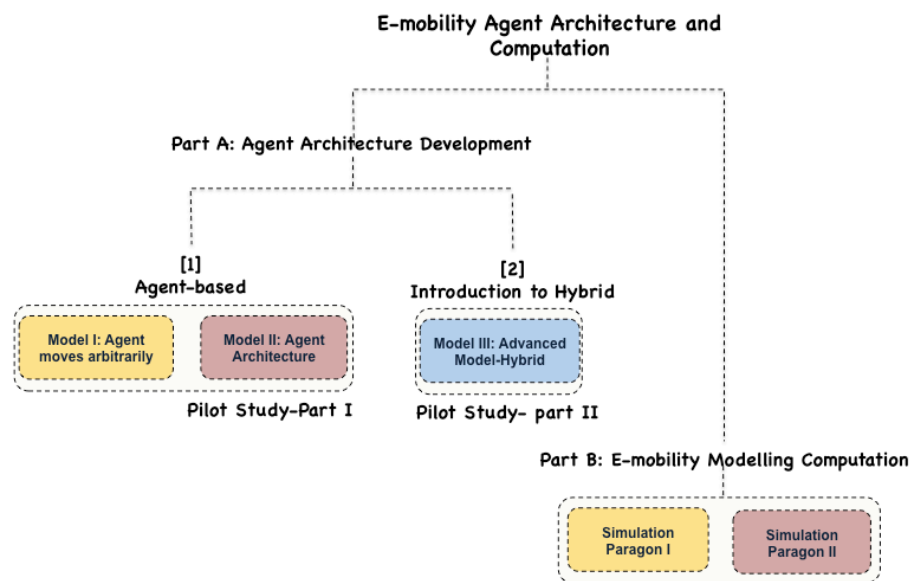 E-mobility Agent Architecture and
Computation
Part A: Agent Architecture Development
[1]
Agent-based
[2]
Introduction to Hybrid
Model I: Agent
moves arbitrarily
Model II: Agent
Architecture
Model III: Advanced
Model-Hybrid
Pilot Study-Part I
Pilot Study- part II
Part B: E-mobility Modelling Computation
Simulation
Paragon I
Simulation
Paragon II